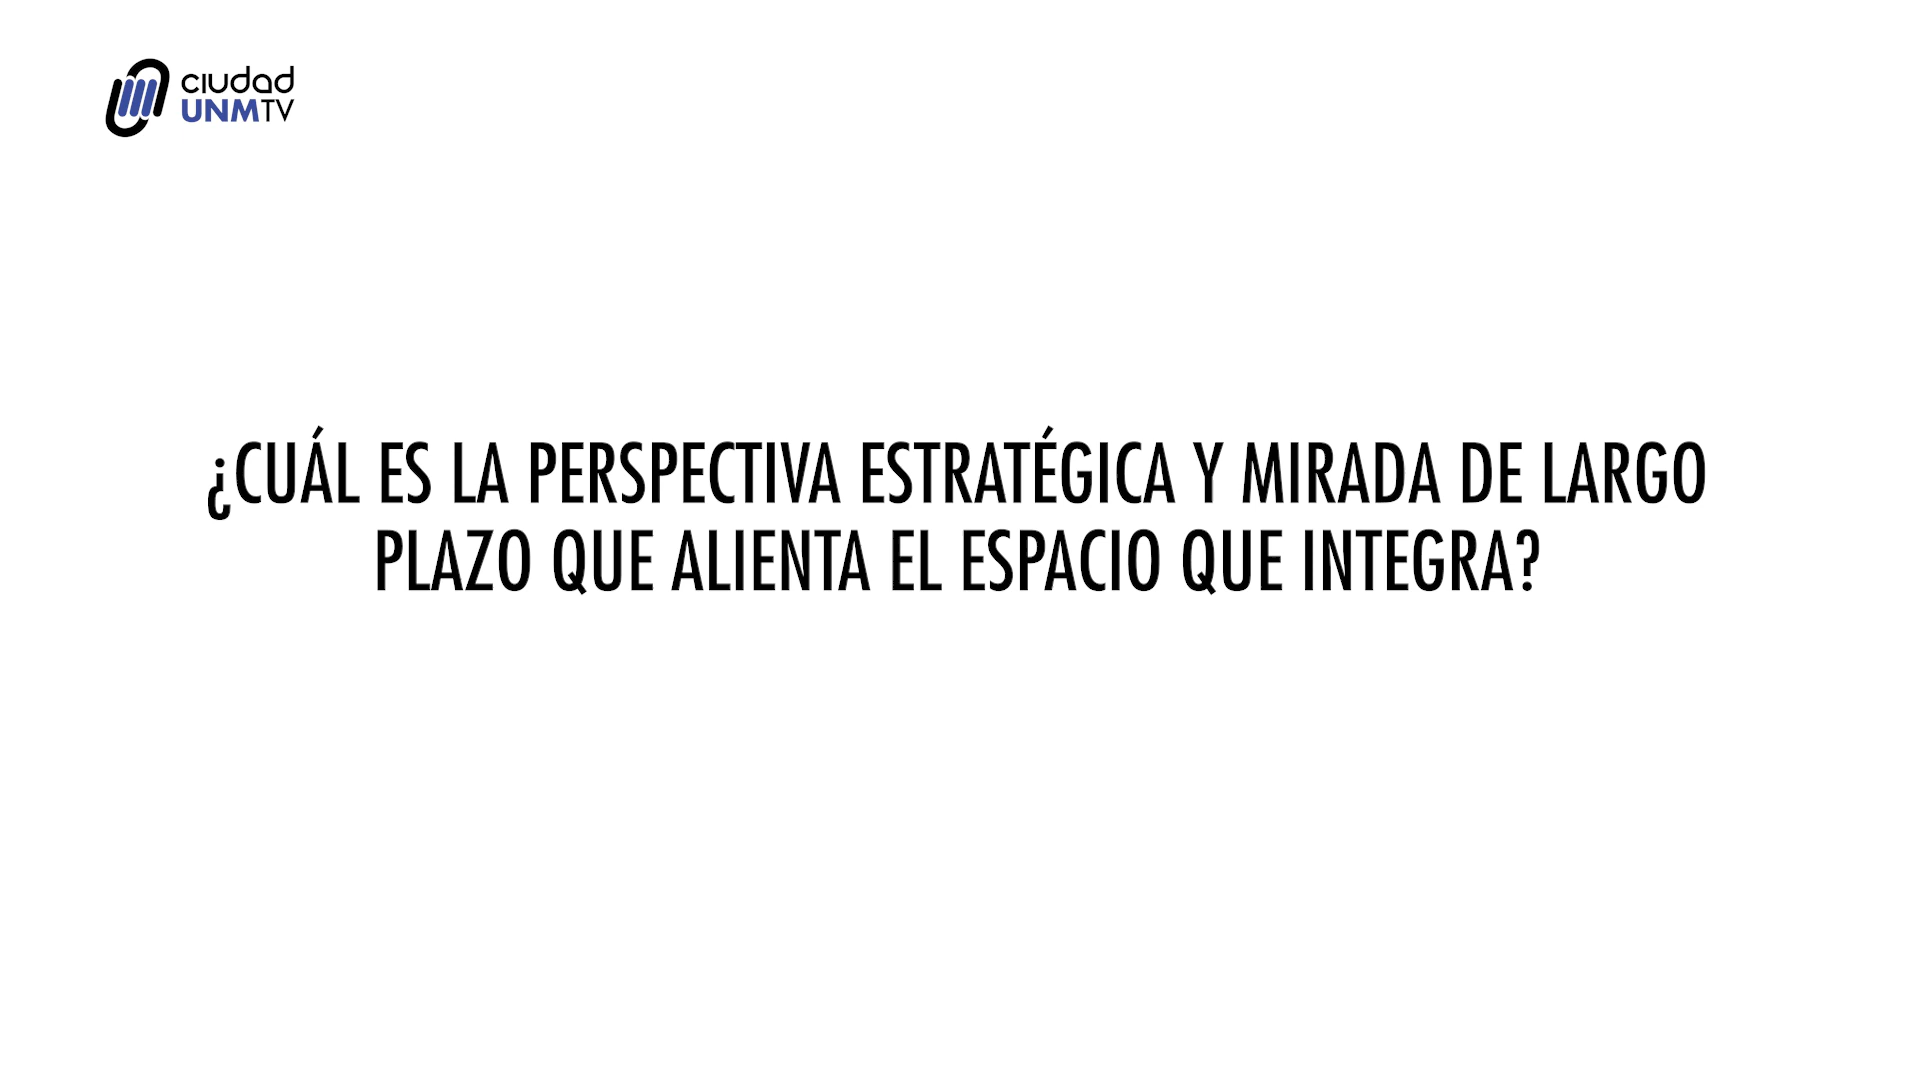 ciudad
UNMTV
¿CUÁL ES LA PERSPECTIVA ESTRATÉGICA Y MIRADA DE LARGO
PLAZO QUE ALIENTA EL ESPACIO QUE INTEGRA?